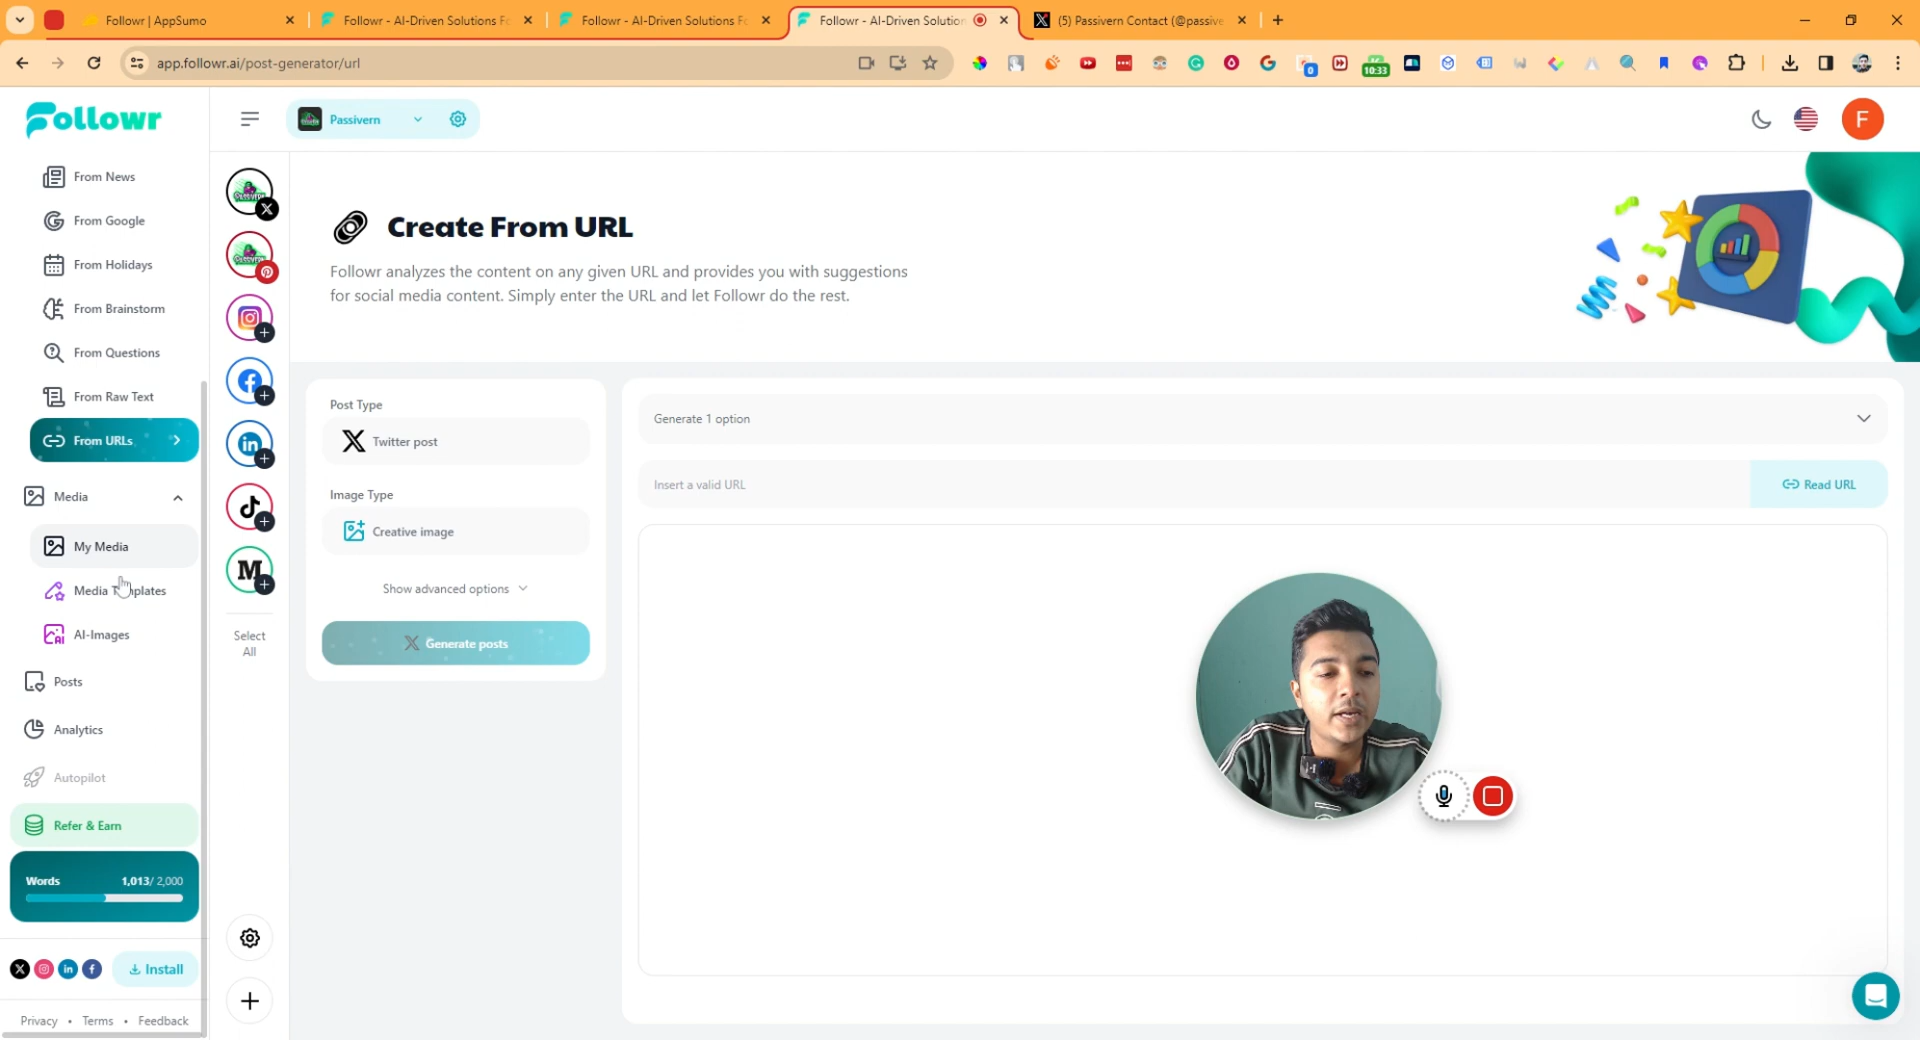 Followr | AppSumo
Followr - AI-Driven Solutions Fo
Followr - AI-Driven Solutions Fo
Followr - AI-Driven Solution
(5) Passivern Contact (@passive
app.followr.ai/post-generator/url
0
10:33
Followr
Passivern
F
From News
From Google
From Holidays
From Brainstorm
From Questions
From Raw Text
From URLs
Media
My Media
Media Templates
AI-Images
Posts
Analytics
Autopilot
Refer & Earn
Words 1,013/ 2,000
Install
Privacy • Terms • Feedback
Select
All
Create From URL
Followr analyzes the content on any given URL and provides you with suggestions
for social media content. Simply enter the URL and let Followr do the rest.
Post Type
Twitter post
Image Type
Creative image
Show advanced options
Generate posts
Generate 1 option
Insert a valid URL
Read URL